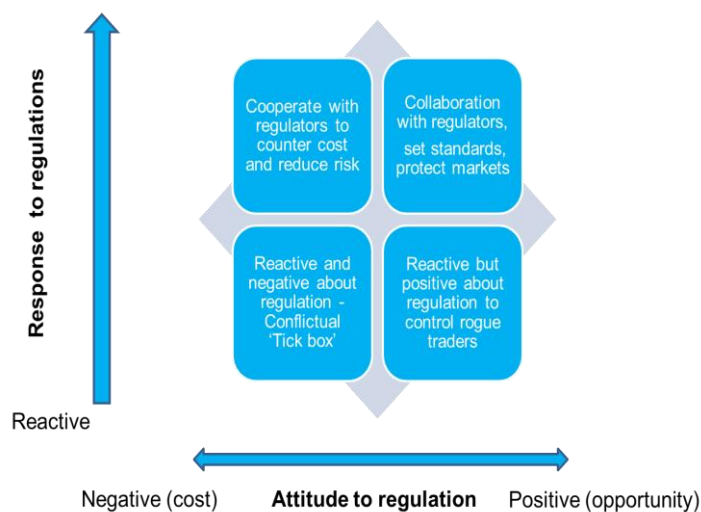 Response to regulations
Cooperate with
regulators to
counter cost
and reduce risk
Collaboration
with regulators,
set standards,
protect markets
Reactive and
negative about
regulation -
Conflictual
‘Tick box’
Reactive but
positive about
regulation to
control rogue
traders
Reactive
Negative (cost)
Attitude to regulation
Positive (opportunity)